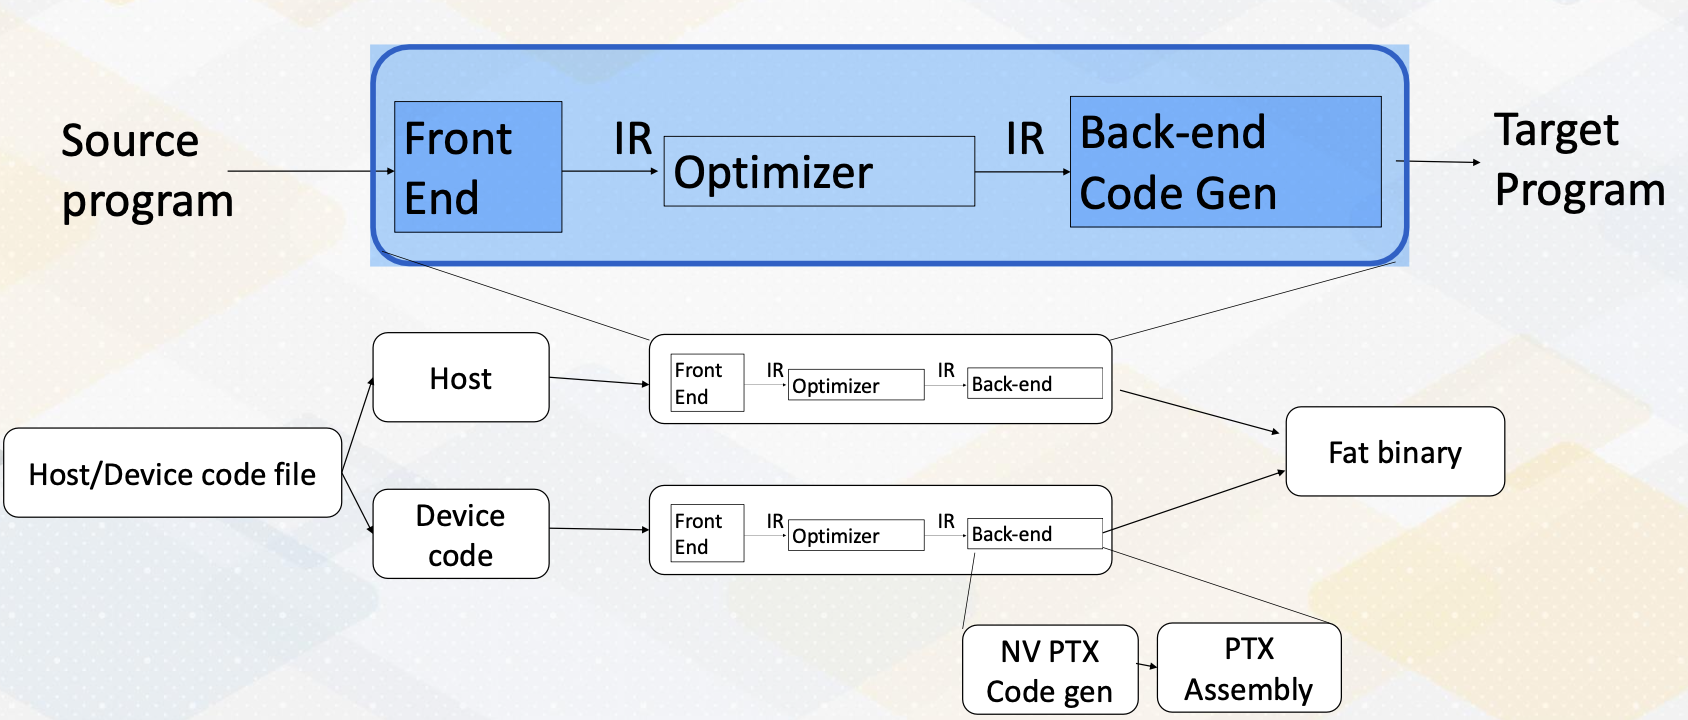 Source
program
Front
End
IR
Optimizer
IR
Back-end
Code Gen
Target
Program
Host/Device code file
Host
Front
End
IR
Optimizer
IR
Back-end
Device
code
Front
End
IR
Optimizer
IR
Back-end
Fat binary
NV PTX
Code gen
PTX
Assembly